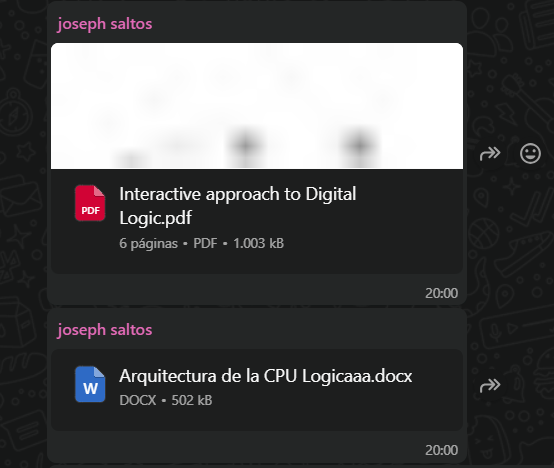 joseph saltos
Interactive approach to Digital
Logic.pdf
PDF
6 páginas • PDF • 1.003 kB
20:00
joseph saltos
Arquitectura de la CPU Logicaaa.docx
W
DOCX • 502 kB
20:00